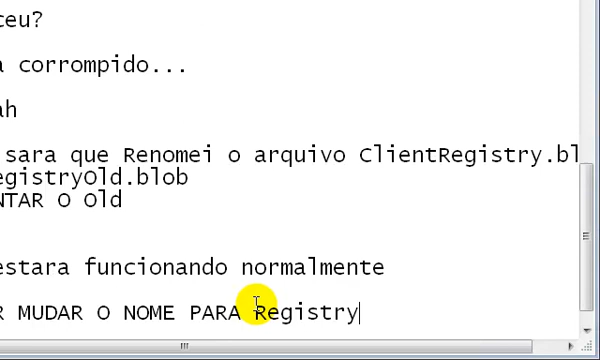 ceu?
a corrompido...
ah
sara que Renomei o arquivo ClientRegistry.bl
egistryOld.blob
NTAR O Old
estara funcionando normalmente
R MUDAR O NOME PARA Registry